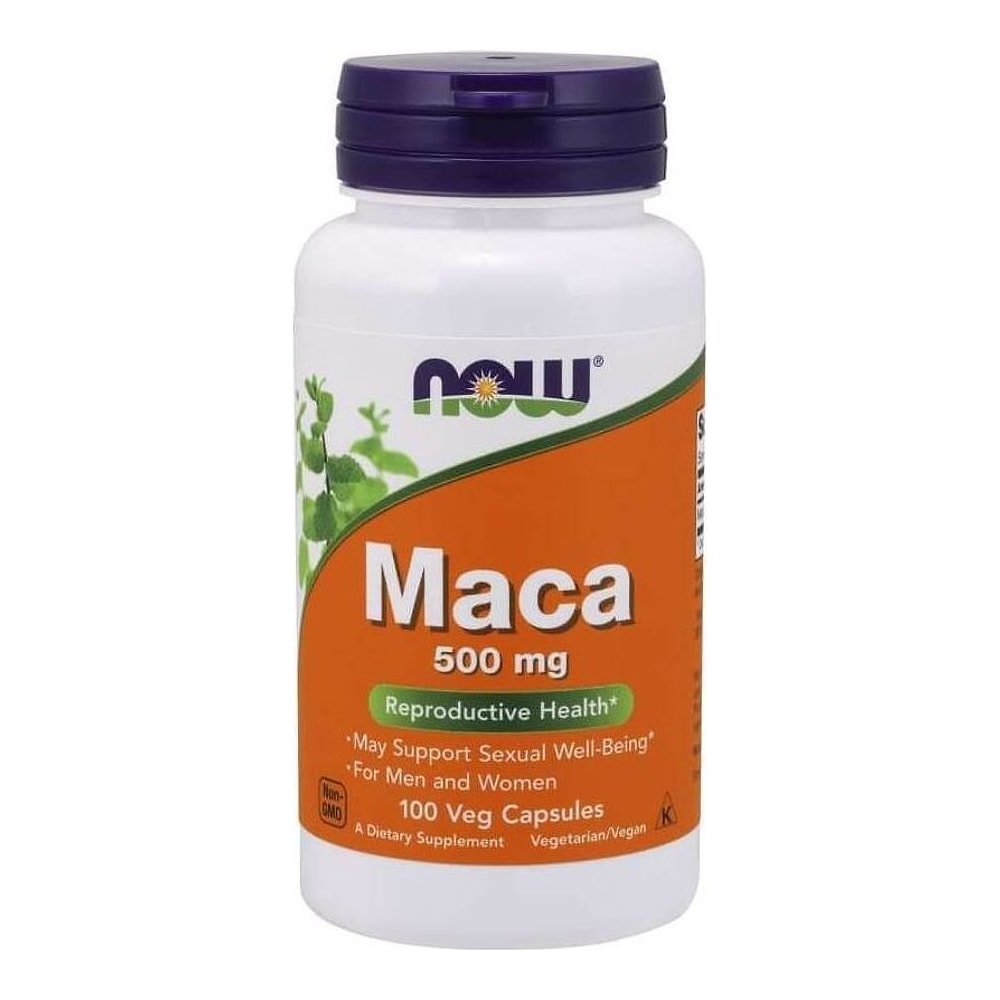 NOW®
Maca
500 mg
Reproductive Health*
•May Support Sexual Well-Being*
•For Men and Women
Non-
GMO
100 Veg Capsules
A Dietary Supplement Vegetarian/Vegan
K